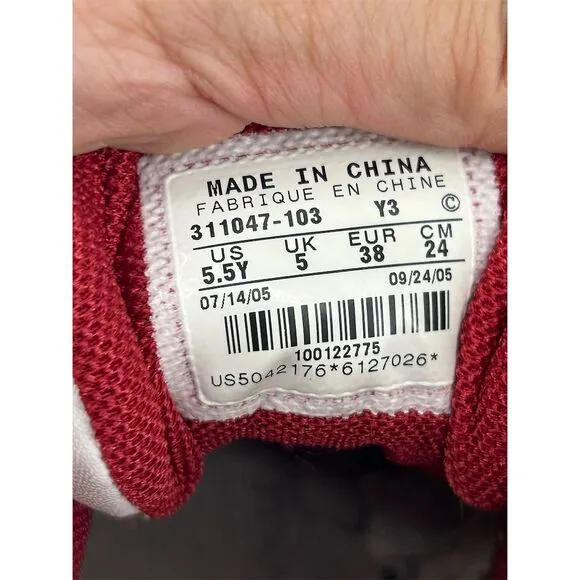 MADE IN CHINA
FABRIQUE EN CHINE
311047-103 Y3 ©
US UK EUR CM
5.5Y 5 38 24
07/14/05 09/24/05
100122775
US5042176*6127026*